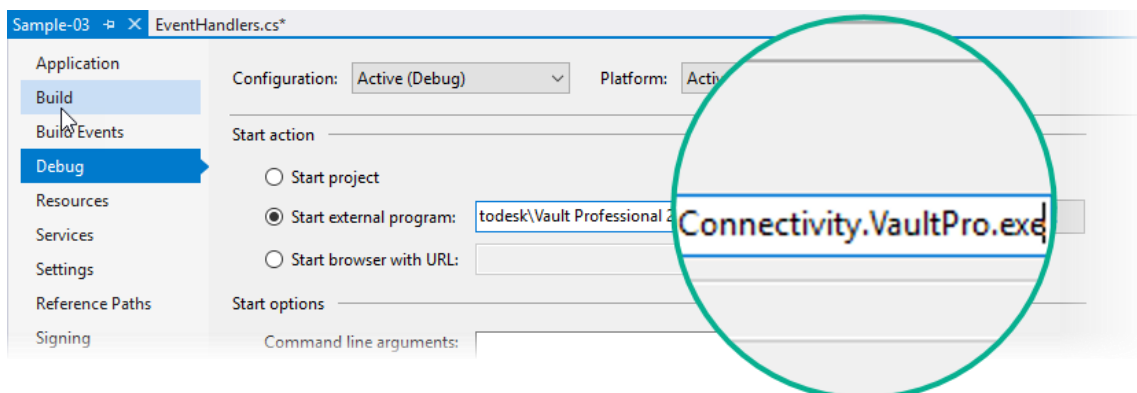 Sample-03 EventHandlers.cs*
Application
Configuration: Active (Debug) Platform:
Build
Build Events
Start action
Debug
Start project
Resources
Start external program: todesk\Vault Professional 2
Connectivity.VaultPro.exe
Services
Start browser with URL:
Settings
Reference Paths
Start options
Signing
Command line arguments: